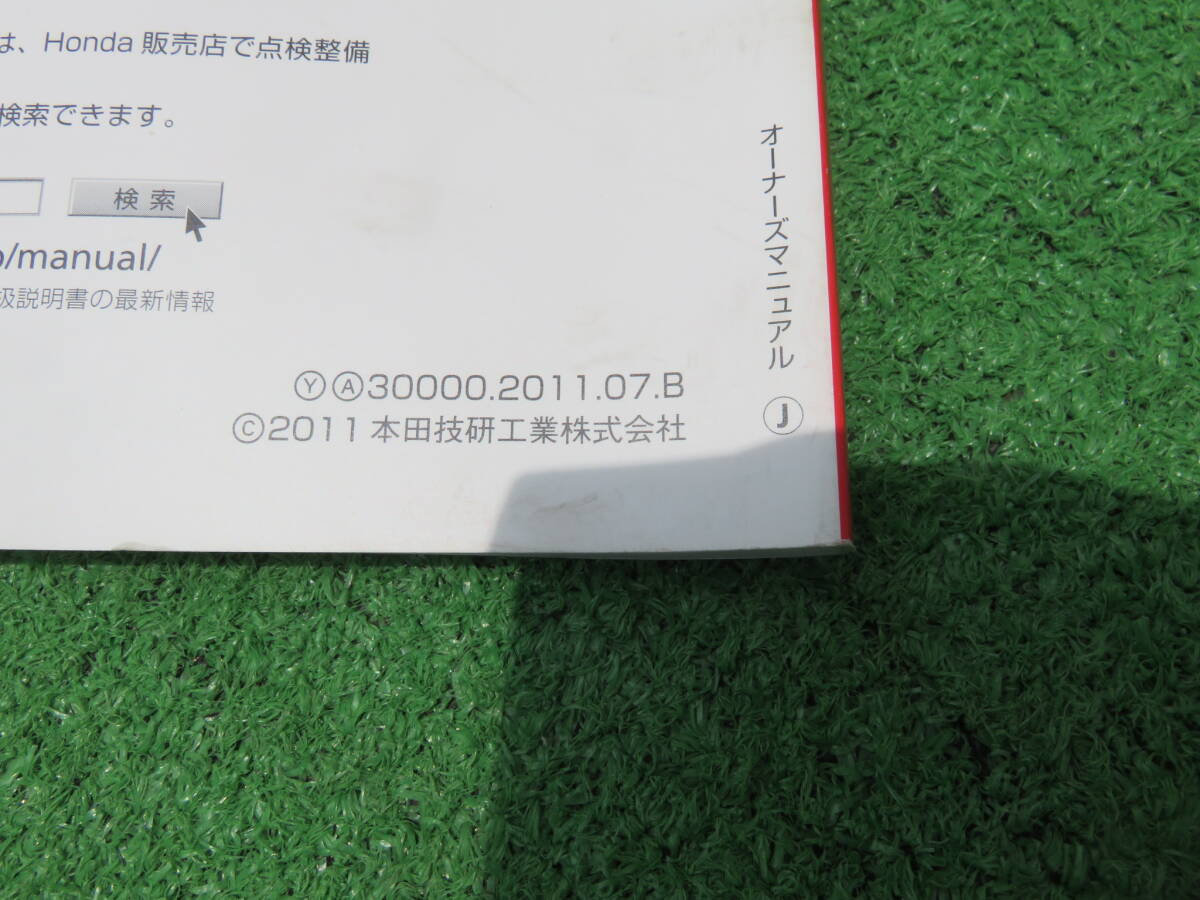 は、Honda 販売店で点検整備
検索できます。
検 索
/manual/
扱説明書の最新情報
ⓎⒶ30000.2011.07.B
©2011 本田技研工業株式会社
オーナーズマニュアル Ⓙ